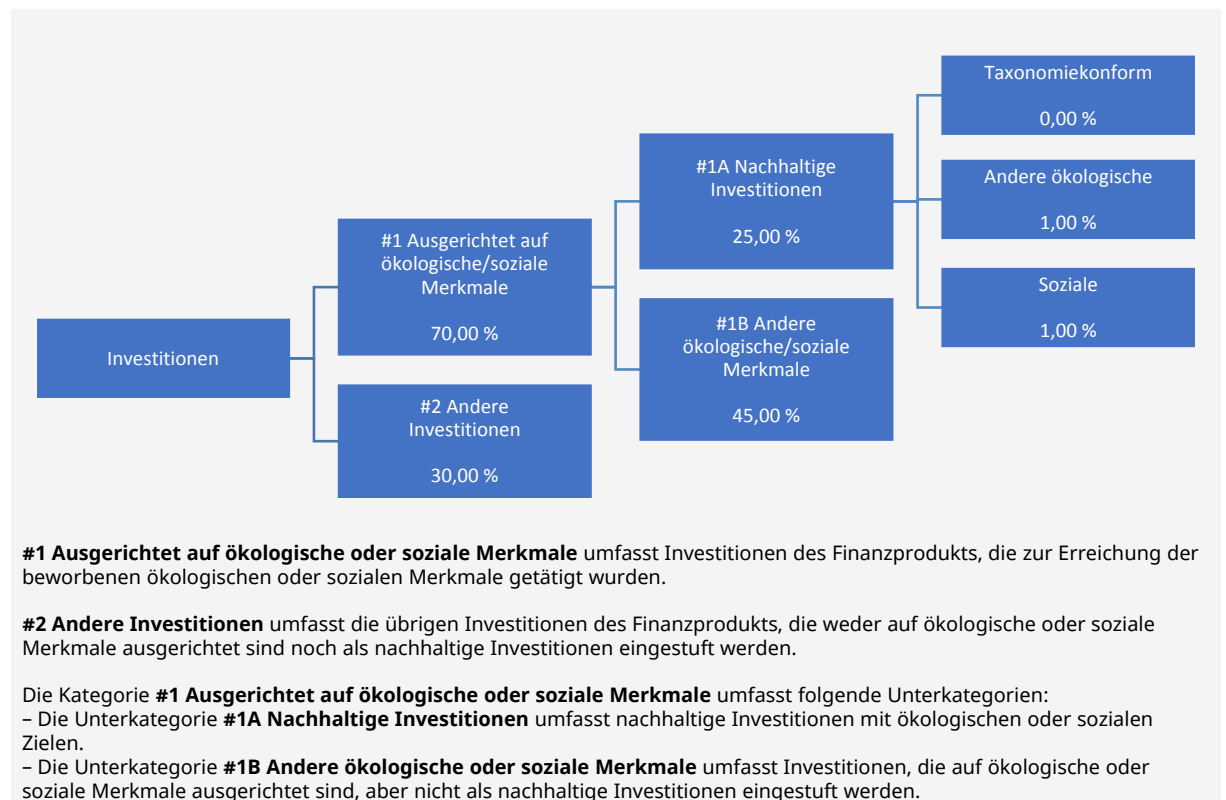 Investitionen
#1 Ausgerichtet auf
ökologische/soziale
Merkmale
70,00 %
#2 Andere
Investitionen
30,00 %
#1A Nachhaltige
Investitionen
25,00 %
#1B Andere
ökologische/soziale
Merkmale
45,00 %
Taxonomiekonform
0,00 %
Andere ökologische
1,00 %
Soziale
1,00 %
#1 Ausgerichtet auf ökologische oder soziale Merkmale umfasst Investitionen des Finanzprodukts, die zur Erreichung der
beworbenen ökologischen oder sozialen Merkmale getätigt wurden.
#2 Andere Investitionen umfasst die übrigen Investitionen des Finanzprodukts, die weder auf ökologische oder soziale
Merkmale ausgerichtet sind noch als nachhaltige Investitionen eingestuft werden.
Die Kategorie #1 Ausgerichtet auf ökologische oder soziale Merkmale umfasst folgende Unterkategorien:
– Die Unterkategorie #1A Nachhaltige Investitionen umfasst nachhaltige Investitionen mit ökologischen oder sozialen
Zielen.
– Die Unterkategorie #1B Andere ökologische oder soziale Merkmale umfasst Investitionen, die auf ökologische oder
soziale Merkmale ausgerichtet sind, aber nicht als nachhaltige Investitionen eingestuft werden.